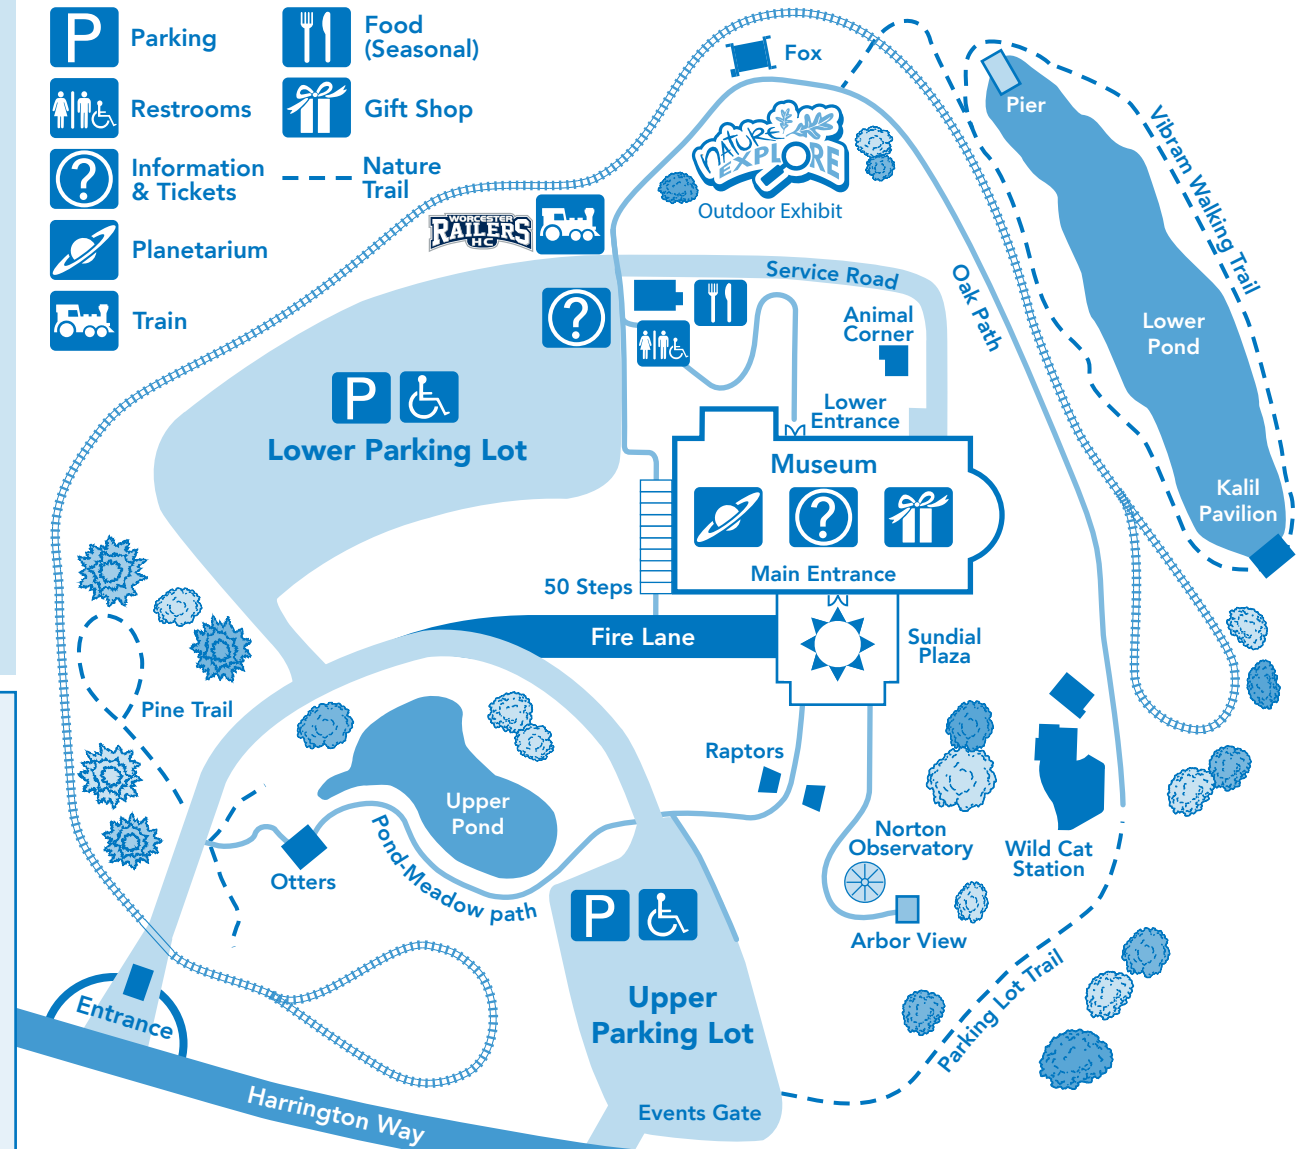 P
Parking
Food
(Seasonal)
Restrooms
Gift Shop
?
Information
& Tickets
Nature
Trail
Planetarium
Train
Fox
Pier
NATURE
EXPLORE
Outdoor Exhibit
Vibram Walking Trail
WORCESTER
RAILERS
HC
Service Road
Oak Path
?
Animal
Corner
Lower
Pond
P
Lower Parking Lot
Lower
Entrance
Museum
?
Kalil
Pavilion
Main Entrance
50 Steps
Fire Lane
Sundial
Plaza
Pine Trail
Raptors
Upper
Pond
Norton
Observatory
Wild Cat
Station
Otters
Pond-Meadow path
P
Arbor View
Upper
Parking Lot
Parking Lot Trail
Entrance
Harrington Way
Events Gate